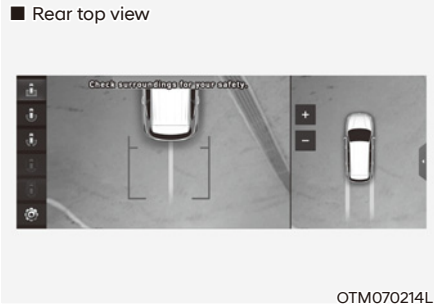 ■ Rear top view
Check surroundings for your safety.
+
−
OTM070214L